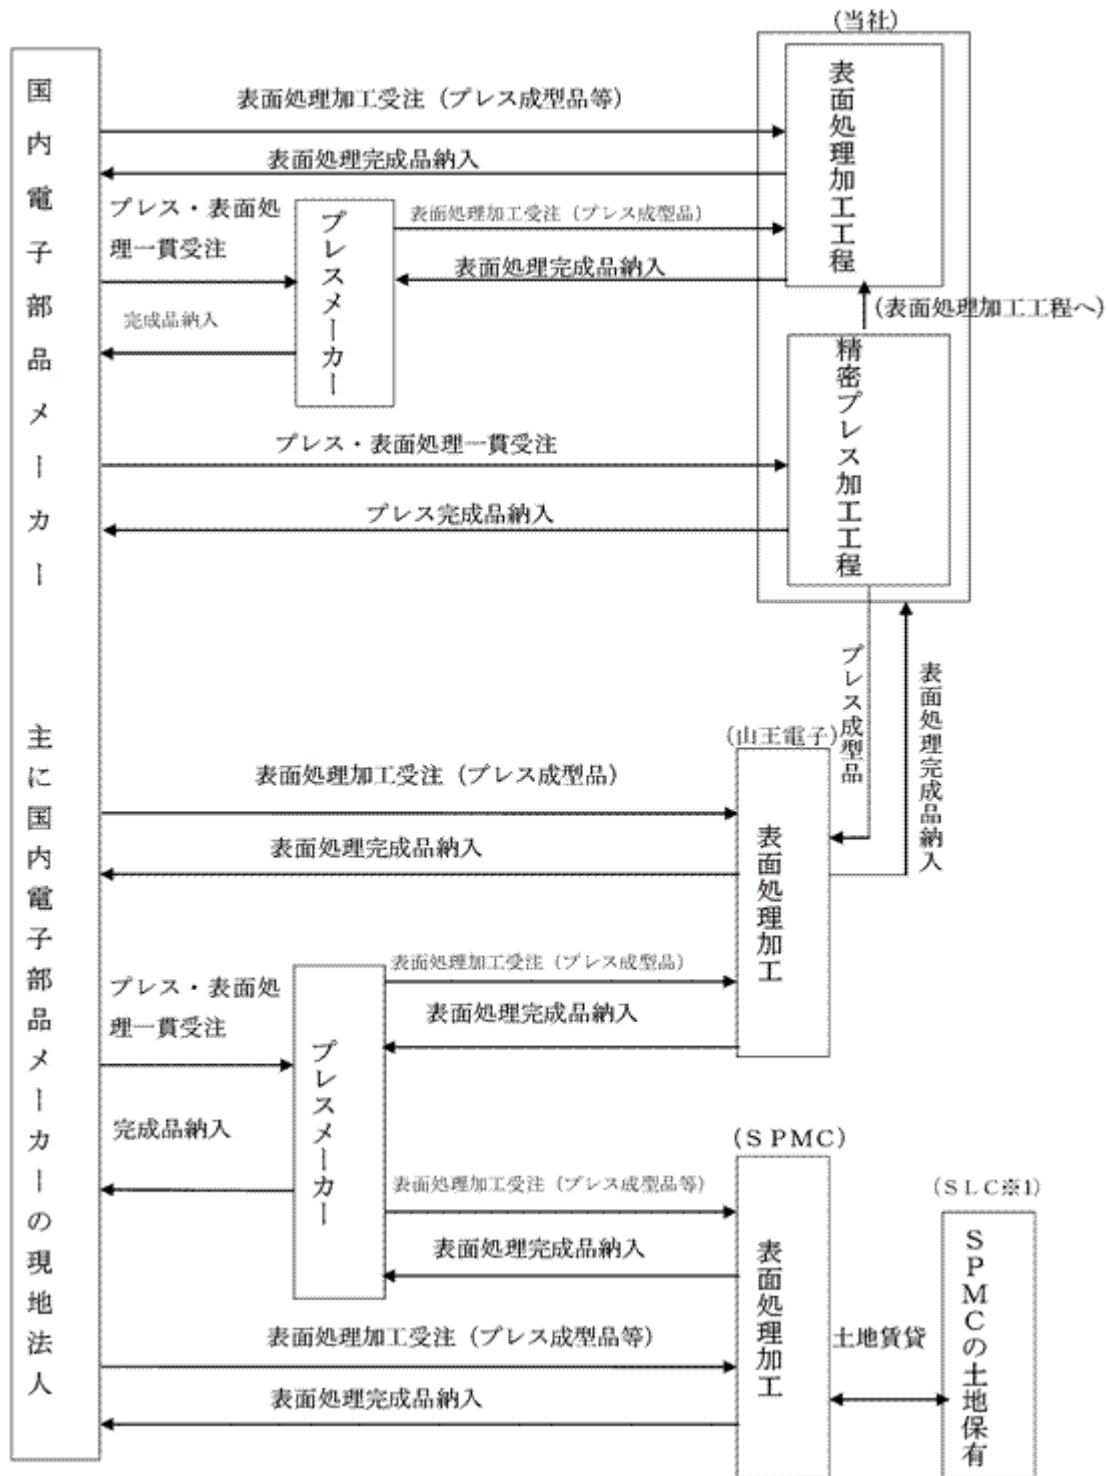 (当社)
国内電子部品メーカー
表面処理加工受注（プレス成型品等）
表面処理完成品納入
表面処理加工工程
プレス・表面処
理一貫受注
完成品納入
プレスメーカー
表面処理加工受注（プレス成型品）
表面処理完成品納入
(表面処理加工工程へ)
精密プレス加工工程
プレス・表面処理一貫受注
プレス完成品納入
プレス成型品
表面処理完成品納入
主に国内電子部品メーカーの現地法人
(山王電子)
表面処理加工受注（プレス成型品）
表面処理完成品納入
表面処理加工
プレス・表面処
理一貫受注
完成品納入
プレスメーカー
表面処理加工受注（プレス成型品）
表面処理完成品納入
(ＳＰＭＣ)
表面処理加工受注（プレス成型品等）
表面処理完成品納入
表面処理加工受注（プレス成型品等）
表面処理完成品納入
表面処理加工
土地賃貸
(ＳＬＣ※1)
ＳＰＭＣの土地保有